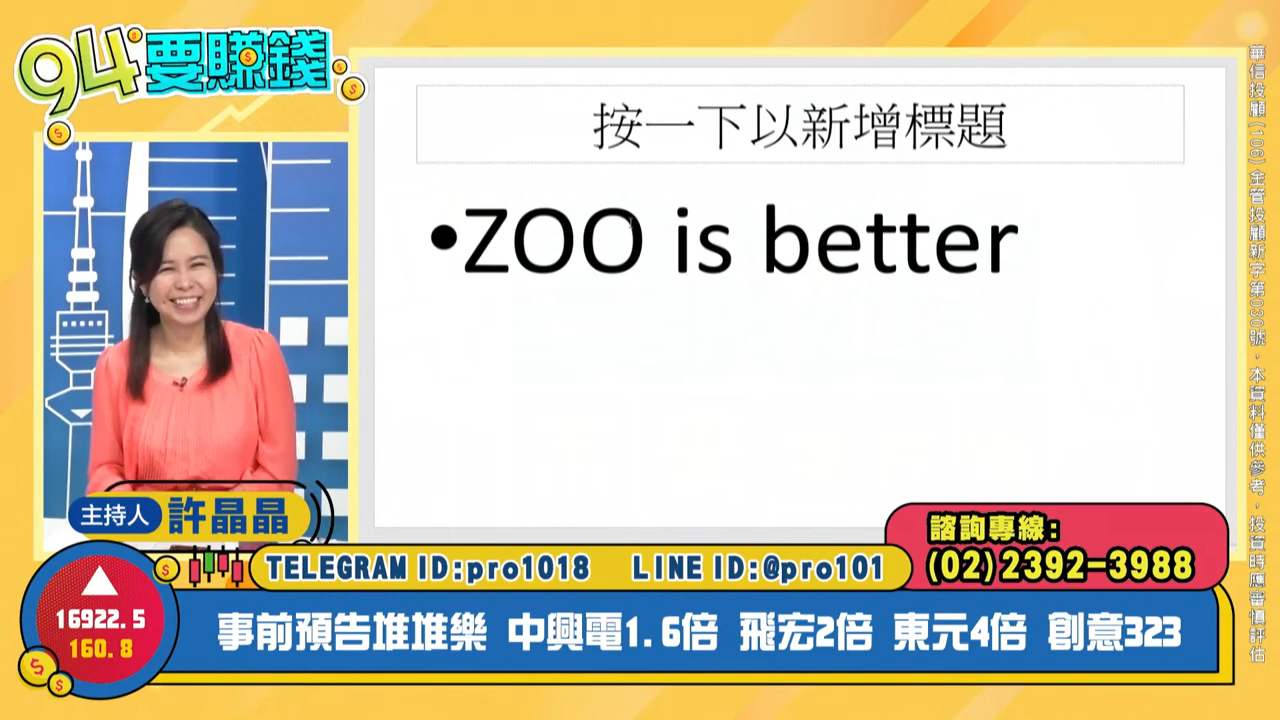 94要賺錢
按一下以新增標題
•ZOO is better
華信投顧(106)金管投顧新字第030號，本資料僅供參考，投資時應審慎評估
主持人 許晶晶
諮詢專線:
(02)2392-3988
TELEGRAM ID:pro1018 LINE ID:@pro101
16922.5
160.8
事前預告堆堆樂 中興電1.6倍 飛宏2倍 東元4倍 創意323